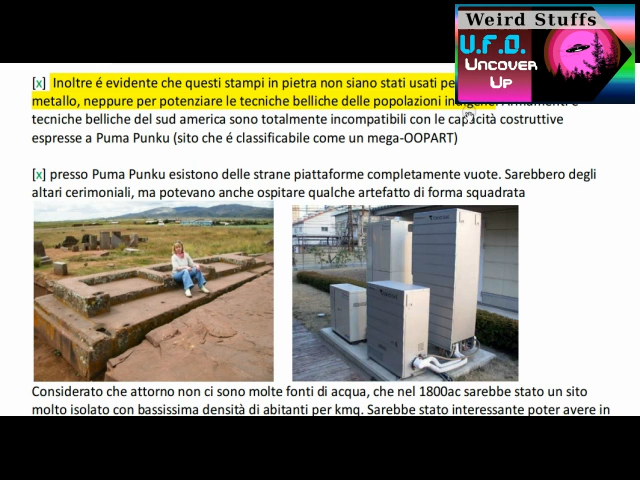 Weird Stuffs
U.F.O.
UNCOVER
UP
[x] Inoltre é evidente che questi stampi in pietra non siano stati usati pe
metallo, neppure per potenziare le tecniche belliche delle popolazioni
tecniche belliche del sud america sono totalmente incompatibili con le capàcità costruttive
espresse a Puma Punku (sito che é classificabile come un mega-OOPART)
[x] presso Puma Punku esistono delle strane piattaforme completamente vuote. Sarebbero degli
altari cerimoniali, ma potevano anche ospitare qualche artefatto di forma squadrata
Considerato che attorno non ci sono molte fonti di acqua, che nel 1800ac sarebbe stato un sito
molto isolato con bassissima densità di abitanti per kmq. Sarebbe stato interessante poter avere in